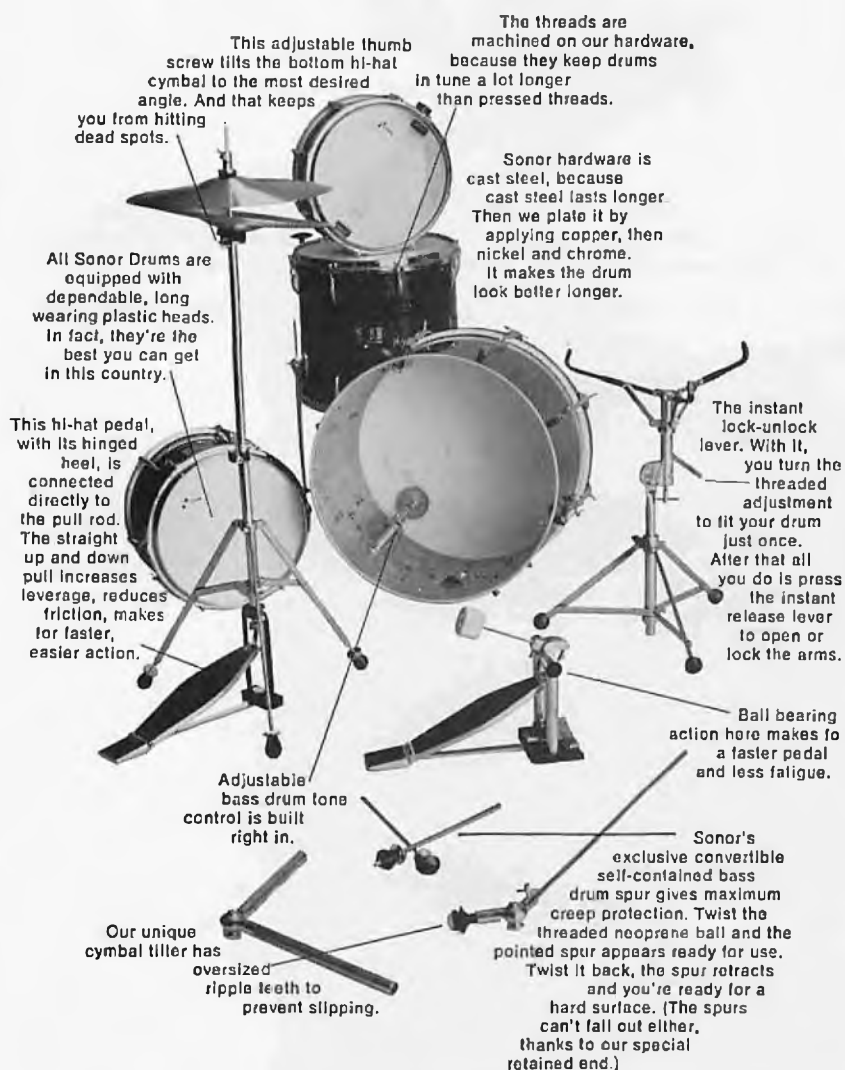 This adjustable thumb
screw tilts the bottom hi-hat
cymbal to the most desired
angle. And that keeps
you from hitting
dead spots.
The threads are
machined on our hardware,
because they keep drums
in tune a lot longer
than pressed threads.
Sonor hardware is
cast steel, because
cast steel lasts longer
Then we plate it by
applying copper, then
nickel and chrome.
It makes the drum
look better longer.
All Sonor Drums are
equipped with
dependable, long
wearing plastic heads.
In fact, they're the
best you can get
in this country.
This hi-hat pedal,
with its hinged
heel, is
connected
directly to
the pull rod.
The straight
up and down
pull increases
leverage, reduces
friction, makes
for faster,
easier action.
The instant
lock-unlock
lever. With it,
you turn the
threaded
adjustment
to fit your drum
just once.
After that all
you do is press
the instant
release lever
to open or
lock the arms.
Ball bearing
action here makes fo
a faster pedal
and less fatigue.
Adjustable
bass drum tone
control is built
right in.
Sonor's
exclusive convertible
self-contained bass
drum spur gives maximum
creep protection. Twist the
threaded neoprene ball and the
pointed spur appears ready for use.
Twist it back, the spur retracts
and you're ready for a
hard surface. (The spurs
can't fall out either,
thanks to our special
retained end.)
Our unique
cymbal tilter has
oversized
ripple teeth to
prevent slipping.